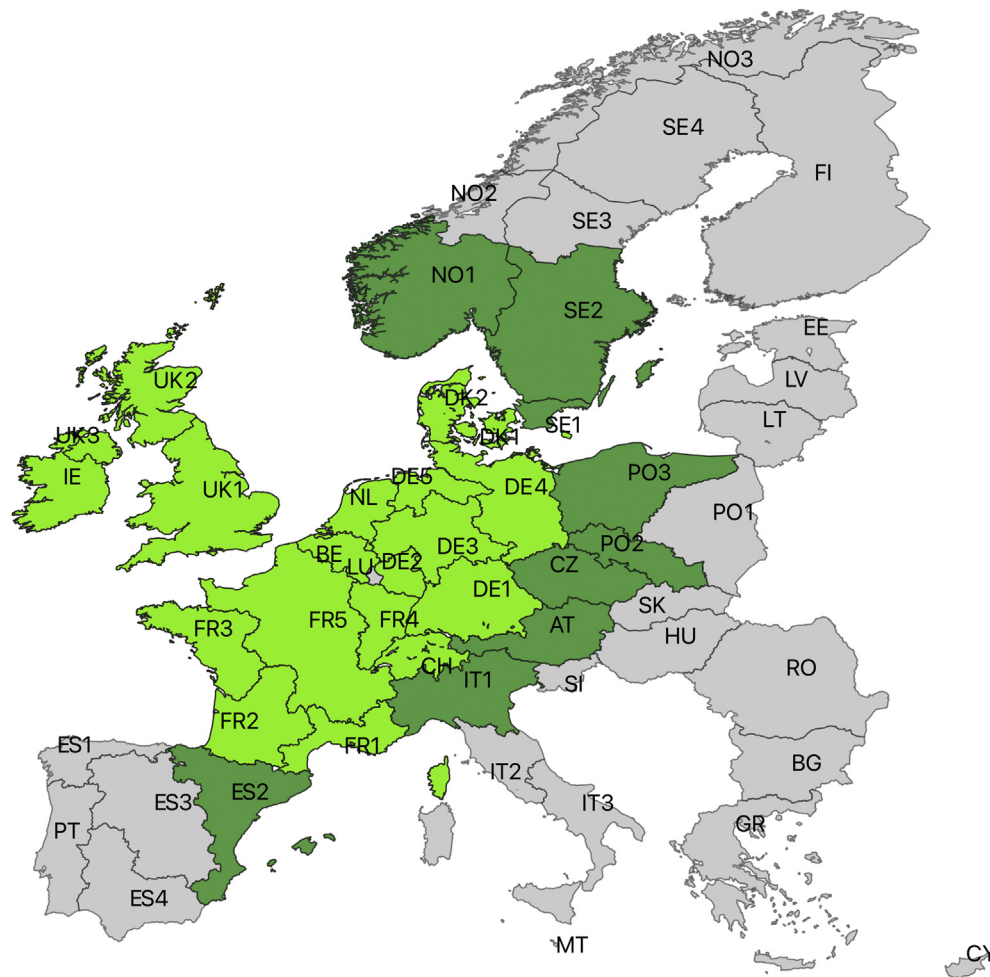 NO3
SE4
FI
NO2
SE3
NO1
SE2
EE
UK2
LV
DK2
LT
SE1
UK3
DK1
IE
PO3
DE5
DE4
UK1
NL
PO1
PO2
DE3
BE
DE2
LU
CZ
DE1
SK
FR5
FR4
FR3
AT
HU
CH
RO
IT1
SI
FR2
ES1
FR1
BG
IT2
ES2
ES3
IT3
GR
PT
ES4
MT
CY